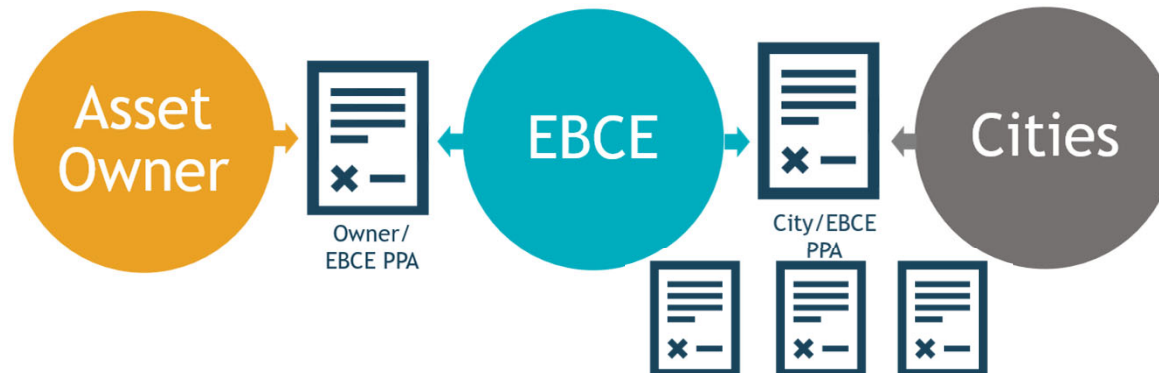 Asset
Owner
Owner/
EBCE PPA
EBCE
City/EBCE
PPA
Cities